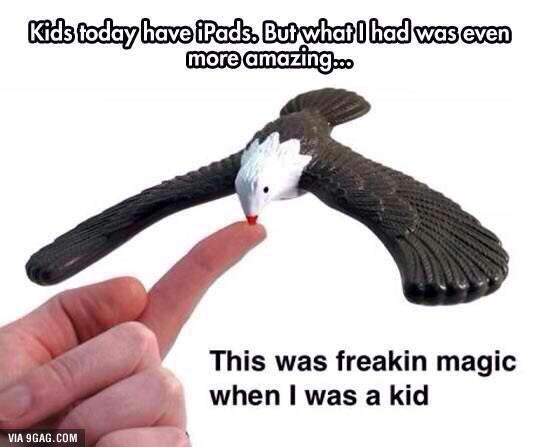 Kids today have iPads. But what I had was even
more amazing...
This was freakin magic
when I was a kid
VIA 9GAG.COM